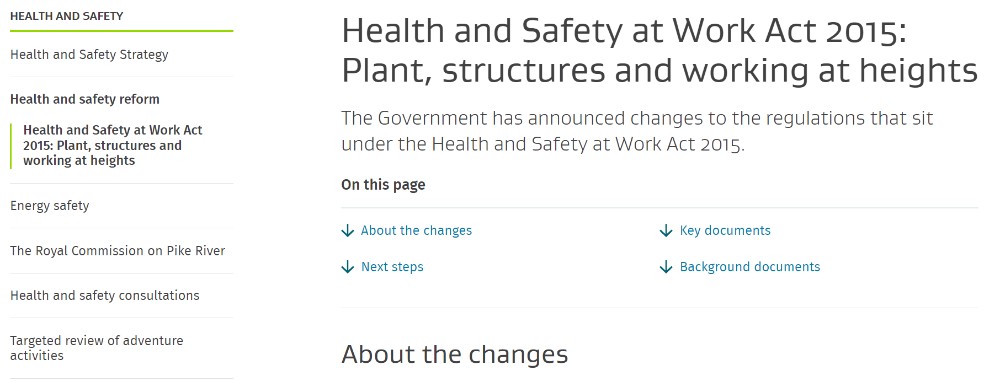 HEALTH AND SAFETY
Health and Safety Strategy
Health and safety reform
Health and Safety at Work Act
2015: Plant, structures and
working at heights
Energy safety
The Royal Commission on Pike River
Health and safety consultations
Targeted review of adventure
activities
Health and Safety at Work Act 2015:
Plant, structures and working at heights
The Government has announced changes to the regulations that sit
under the Health and Safety at Work Act 2015.
On this page
About the changes
Key documents
Next steps
Background documents
About the changes